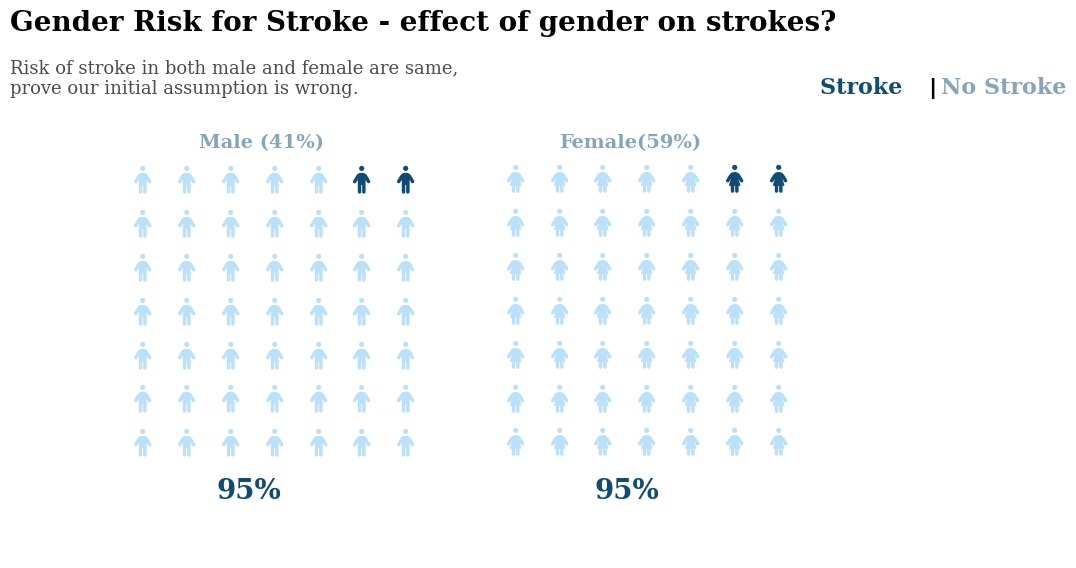 Gender Risk for Stroke - effect of gender on strokes?
Risk of stroke in both male and female are same,
prove our initial assumption is wrong.
Stroke | No Stroke
Male (41%)
Female(59%)
95%
95%